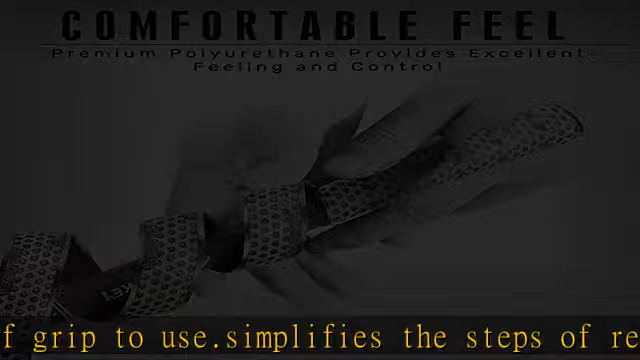 COMFORTABLE FEEL
Premium Polyurethane Provides Excellent
Feeling and Control
f grip to use.simplifies the steps of re